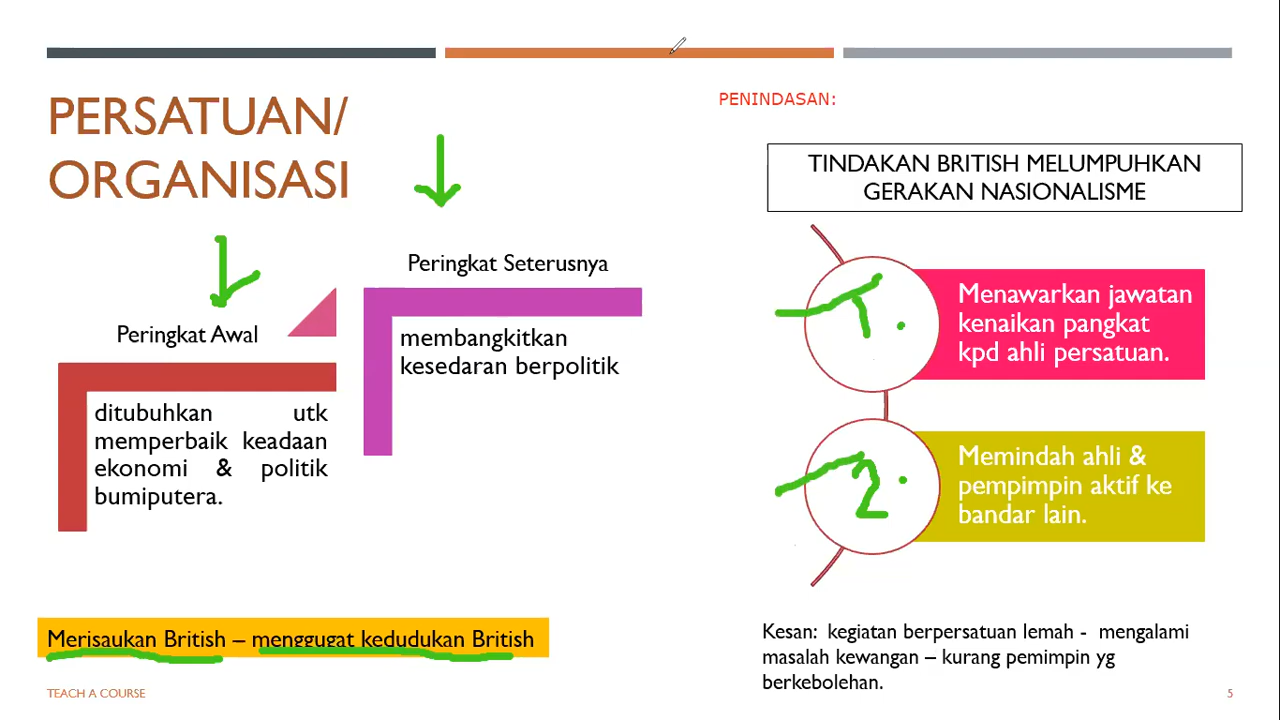 PERSATUAN/
ORGANISASI
Peringkat Awal
ditubuhkan utk
memperbaik keadaan
ekonomi & politik
bumiputera.
Peringkat Seterusnya
membangkitkan
kesedaran berpolitik
Merisaukan British – menggugat kedudukan British
PENINDASAN:
TINDAKAN BRITISH MELUMPUHKAN
GERAKAN NASIONALISME
1.
Menawarkan jawatan
kenaikan pangkat
kpd ahli persatuan.
2.
Memindah ahli &
pempimpin aktif ke
bandar lain.
Kesan: kegiatan berpersatuan lemah - mengalami
masalah kewangan – kurang pemimpin yg
berkebolehan.
TEACH A COURSE
5